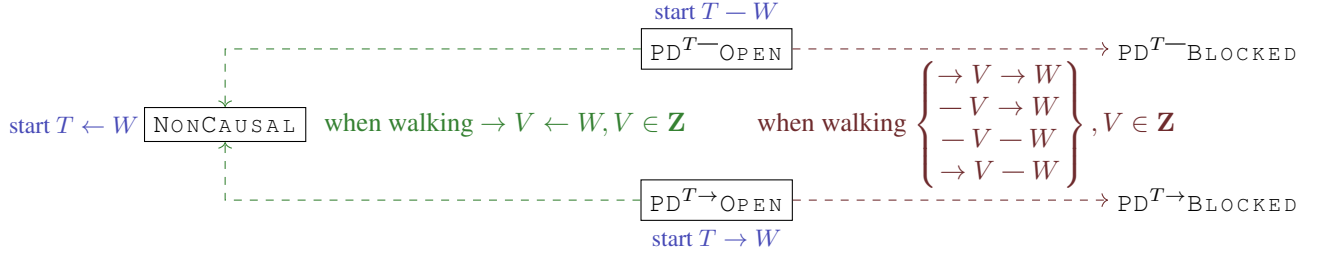 start T — W
PD^{T—}OPEN
PD^{T—}BLOCKED
start T ← W
NONCAUSAL
when walking → V ← W, V ∈ Z
when walking { → V → W
− V → W
− V − W
→ V − W } , V ∈ Z
PD^{T→}OPEN
PD^{T→}BLOCKED
start T → W